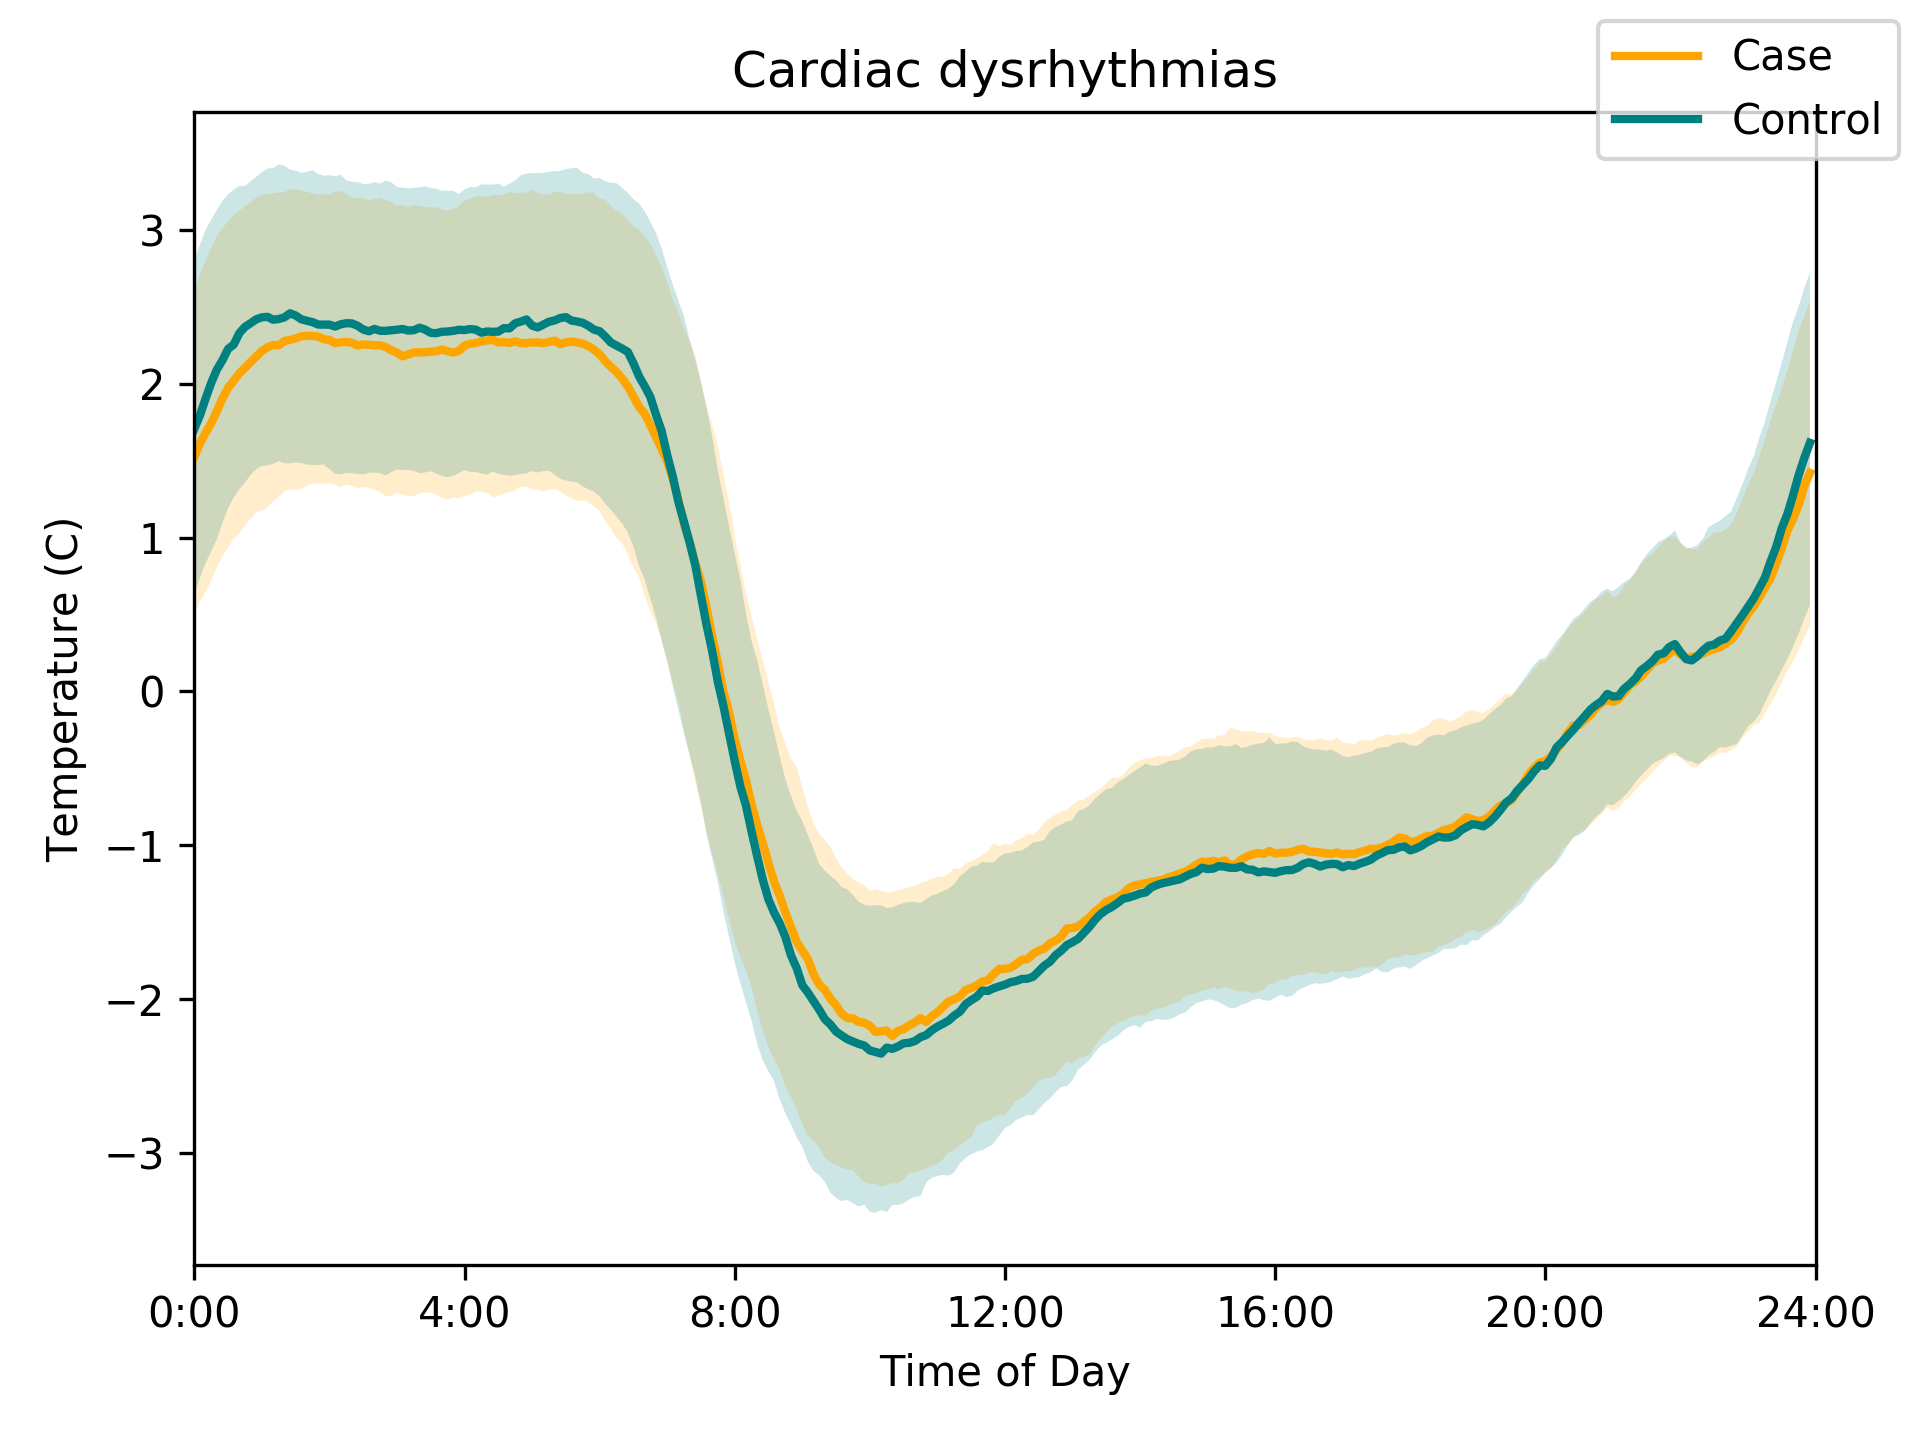 Cardiac dysrhythmias
Case
Control
Temperature (C)
3
2
1
0
−1
−2
−3
0:00 4:00 8:00 12:00 16:00 20:00 24:00
Time of Day